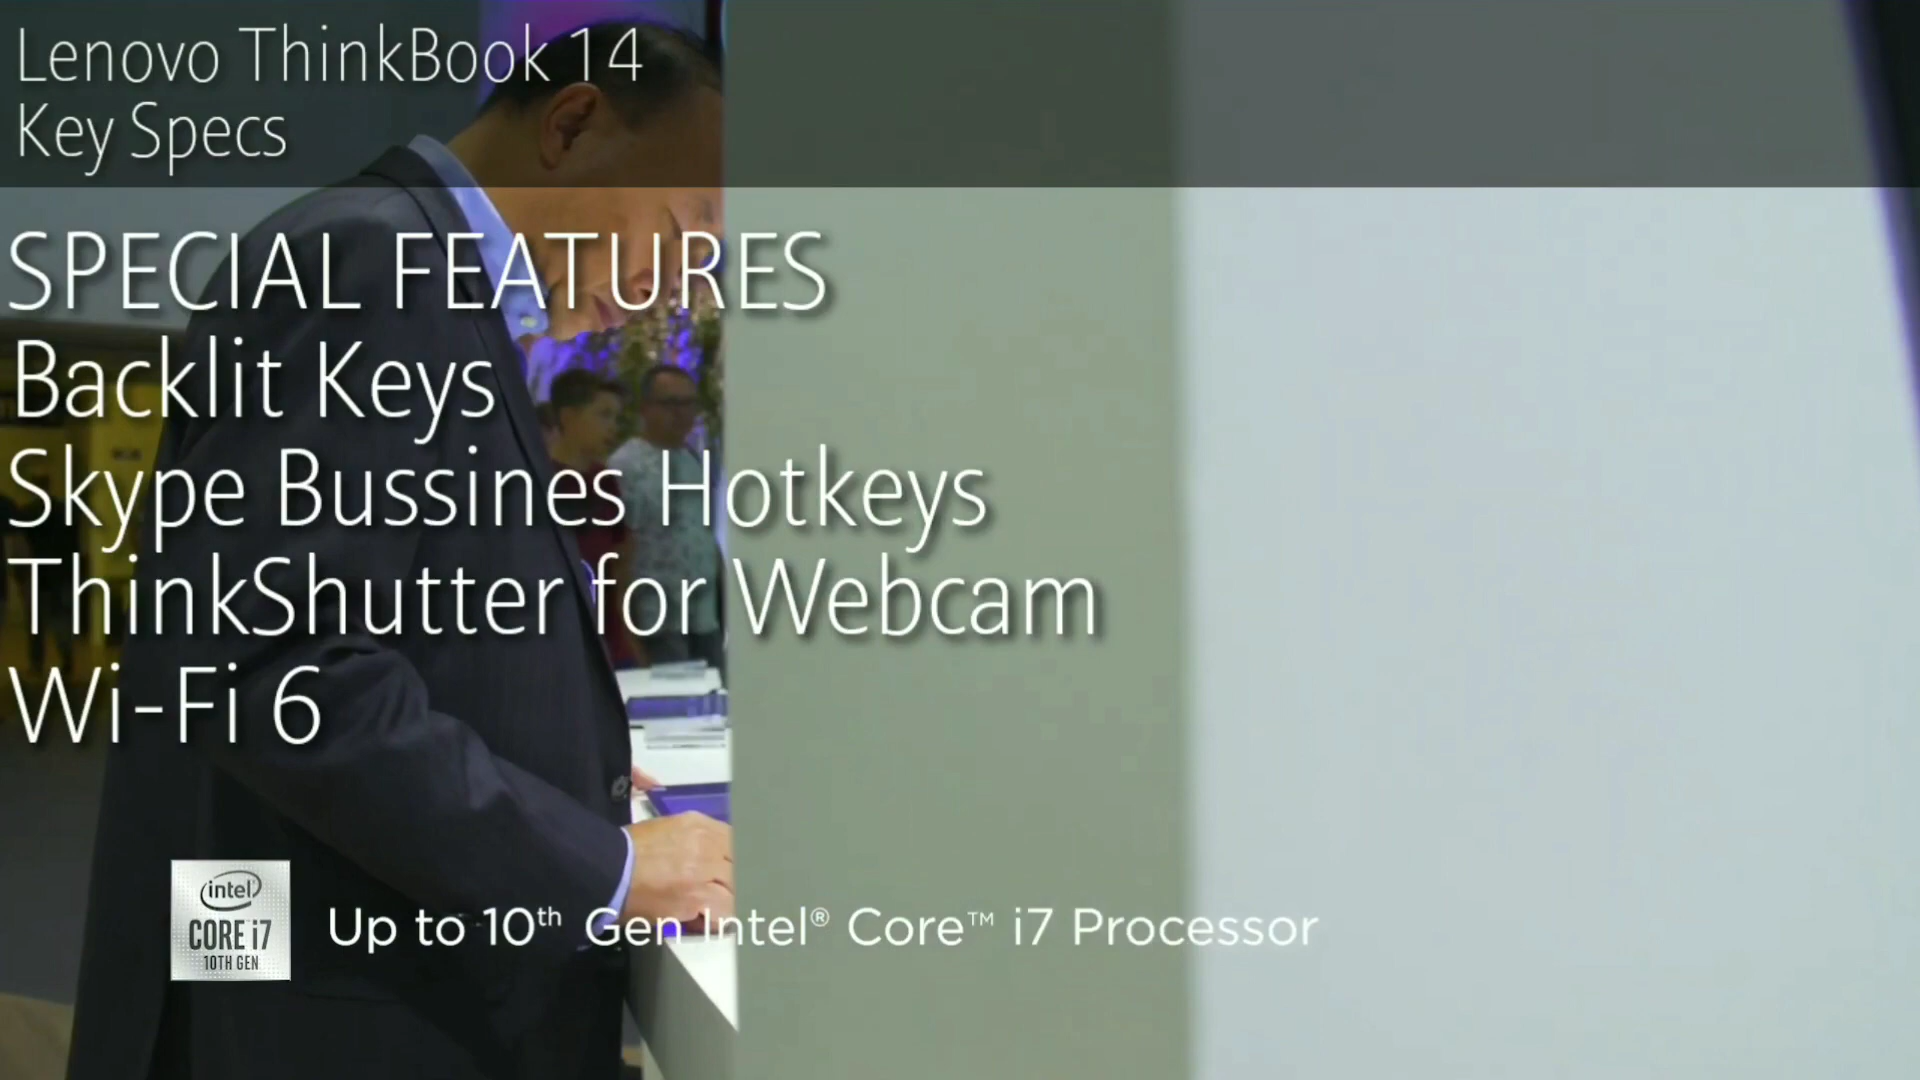 Lenovo ThinkBook 14
Key Specs
SPECIAL FEATURES
Backlit Keys
Skype Bussines Hotkeys
ThinkShutter for Webcam
Wi-Fi 6
intel
CORE i7
10TH GEN
Up to 10th Gen Intel® Core™ i7 Processor